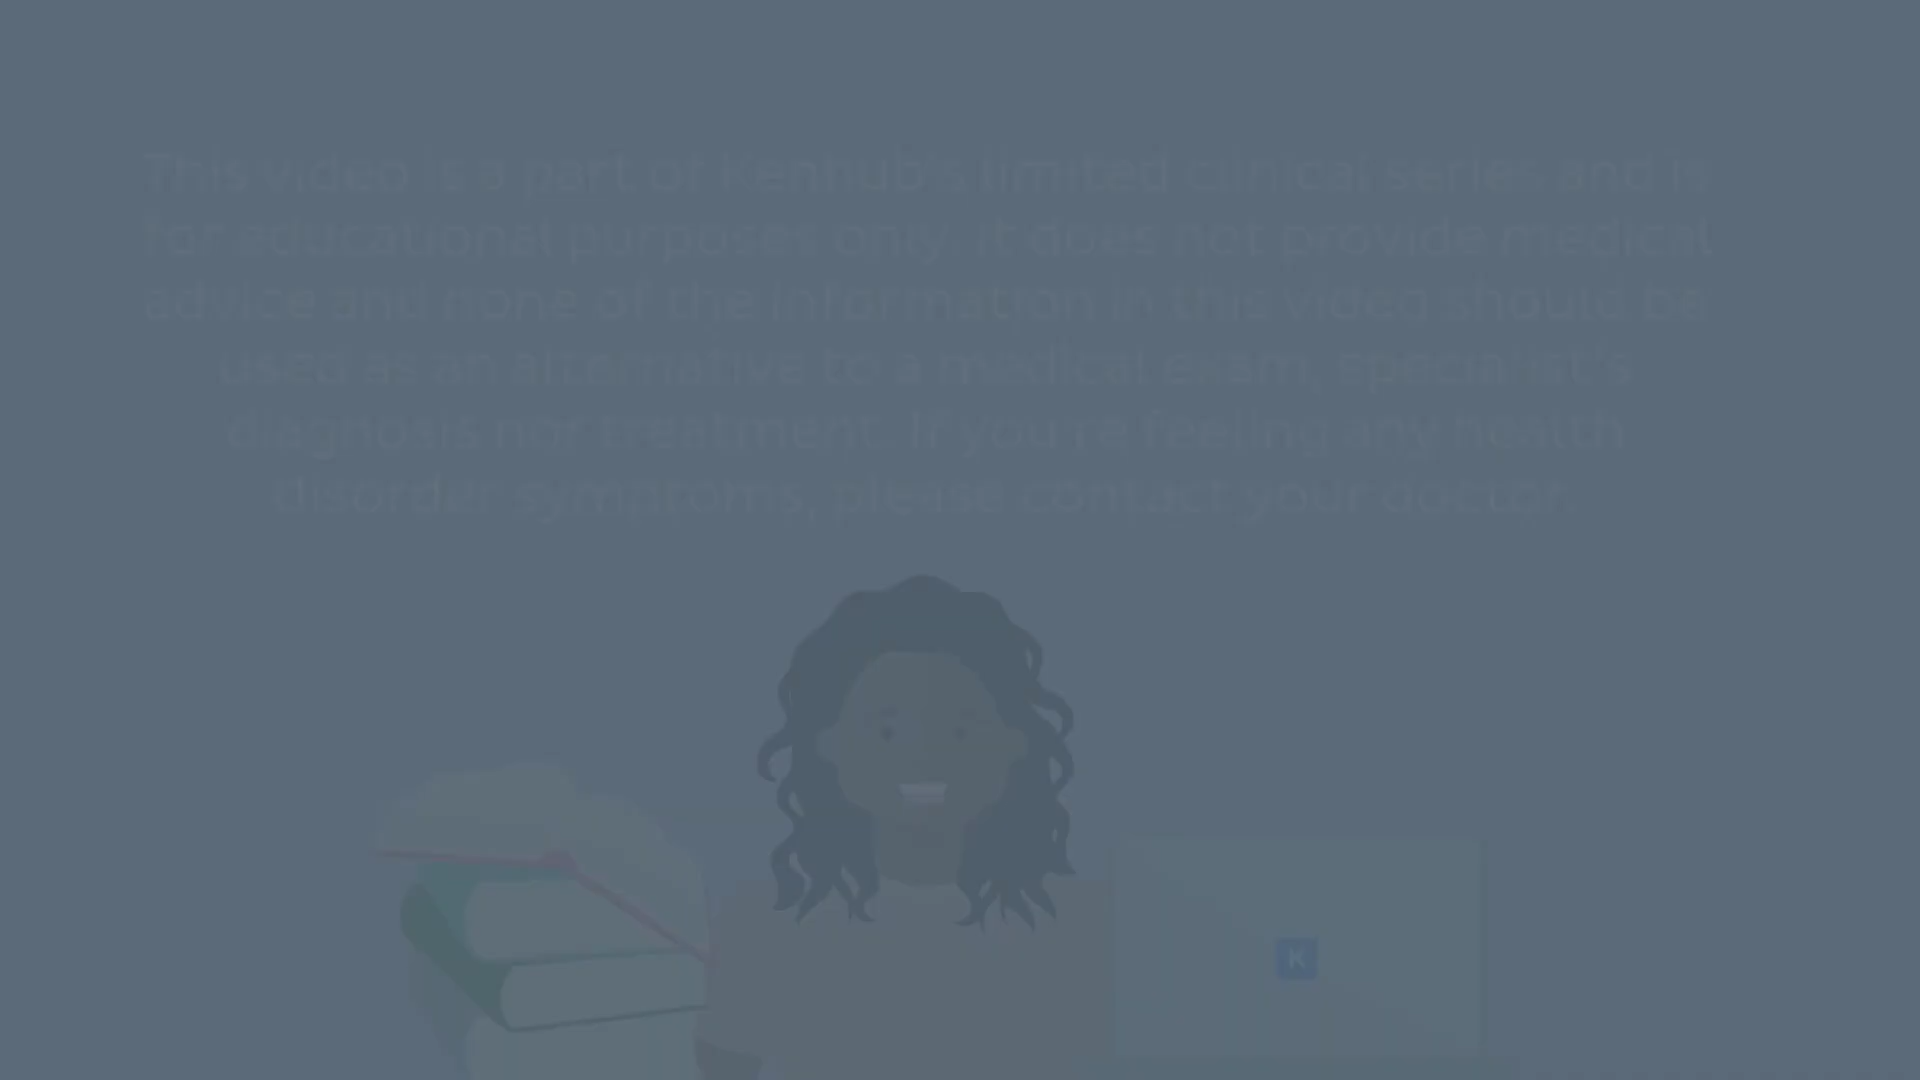 This video is a part of Kenhub's limited clinical series and is
for educational purposes only. It does not provide medical
advice and none of the information in this video should be
used as an alternative to a medical exam, specialist's
diagnosis nor treatment. If you're feeling any health
disorder symptoms, please contact your doctor.
K